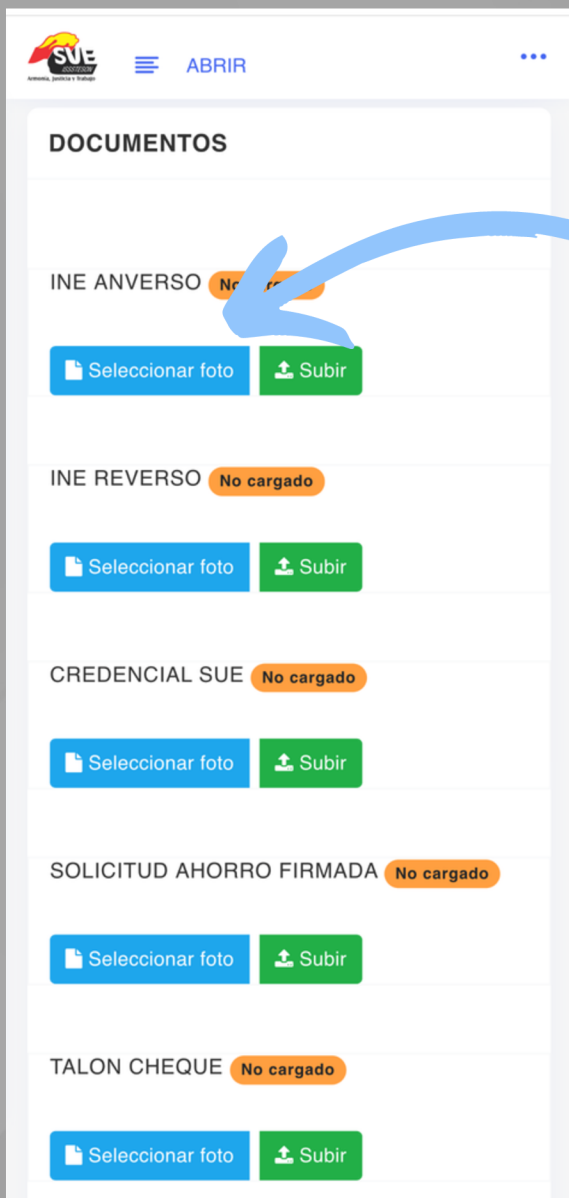 SUE
ISSSTESON
Armonía, Justicia y Trabajo
ABRIR
DOCUMENTOS
INE ANVERSO No
Seleccionar foto Subir
INE REVERSO No cargado
Seleccionar foto Subir
CREDENCIAL SUE No cargado
Seleccionar foto Subir
SOLICITUD AHORRO FIRMADA No cargado
Seleccionar foto Subir
TALON CHEQUE No cargado
Seleccionar foto Subir